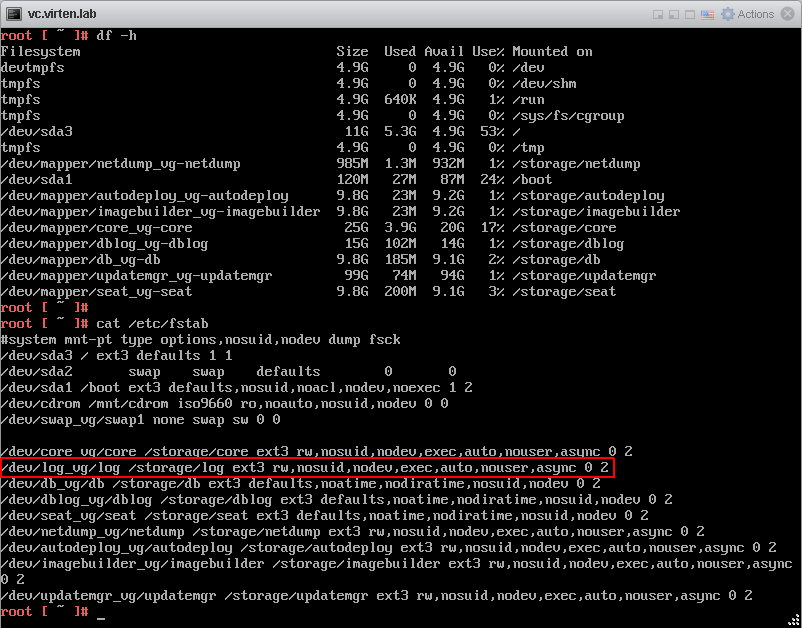 vc.virten.lab
Actions
root [ ~ ]# df -h
Filesystem                                Size  Used Avail Use% Mounted on
devtmpfs                                  4.9G     0  4.9G   0% /dev
tmpfs                                     4.9G     0  4.9G   0% /dev/shm
tmpfs                                     4.9G  640K  4.9G   1% /run
tmpfs                                     4.9G     0  4.9G   0% /sys/fs/cgroup
/dev/sda3                                  11G  5.3G  4.9G  53% /
tmpfs                                     4.9G     0  4.9G   0% /tmp
/dev/mapper/netdump_vg-netdump            985M  1.3M  932M   1% /storage/netdump
/dev/sda1                                 120M   27M   87M  24% /boot
/dev/mapper/autodeploy_vg-autodeploy      9.8G   23M  9.2G   1% /storage/autodeploy
/dev/mapper/imagebuilder_vg-imagebuilder  9.8G   23M  9.2G   1% /storage/imagebuilder
/dev/mapper/core_vg-core                   25G  3.9G   20G  17% /storage/core
/dev/mapper/dblog_vg-dblog                 15G  102M   14G   1% /storage/dblog
/dev/mapper/db_vg-db                      9.8G  185M  9.1G   2% /storage/db
/dev/mapper/updatemgr_vg-updatemgr         99G   74M   94G   1% /storage/updatemgr
/dev/mapper/seat_vg-seat                  9.8G  200M  9.1G   3% /storage/seat
root [ ~ ]#
root [ ~ ]# cat /etc/fstab
#system mnt-pt type options,nosuid,nodev dump fsck
/dev/sda3 / ext3 defaults 1 1
/dev/sda2       swap    swap    defaults        0       0
/dev/sda1 /boot ext3 defaults,nosuid,noacl,nodev,noexec 1 2
/dev/cdrom /mnt/cdrom iso9660 ro,noauto,nosuid,nodev 0 0
/dev/swap_vg/swap1 none swap sw 0 0
/dev/core_vg/core /storage/core ext3 rw,nosuid,nodev,exec,auto,nouser,async 0 2
/dev/log_vg/log /storage/log ext3 rw,nosuid,nodev,exec,auto,nouser,async 0 2
/dev/db_vg/db /storage/db ext3 defaults,noatime,nodiratime,nosuid,nodev 0 2
/dev/dblog_vg/dblog /storage/dblog ext3 defaults,noatime,nodiratime,nosuid,nodev 0 2
/dev/seat_vg/seat /storage/seat ext3 defaults,noatime,nodiratime,nosuid,nodev 0 2
/dev/netdump_vg/netdump /storage/netdump ext3 rw,nosuid,nodev,exec,auto,nouser,async 0 2
/dev/autodeploy_vg/autodeploy /storage/autodeploy ext3 rw,nosuid,nodev,exec,auto,nouser,async 0 2
/dev/imagebuilder_vg/imagebuilder /storage/imagebuilder ext3 rw,nosuid,nodev,exec,auto,nouser,async
0 2
/dev/updatemgr_vg/updatemgr /storage/updatemgr ext3 rw,nosuid,nodev,exec,auto,nouser,async 0 2
root [ ~ ]# _